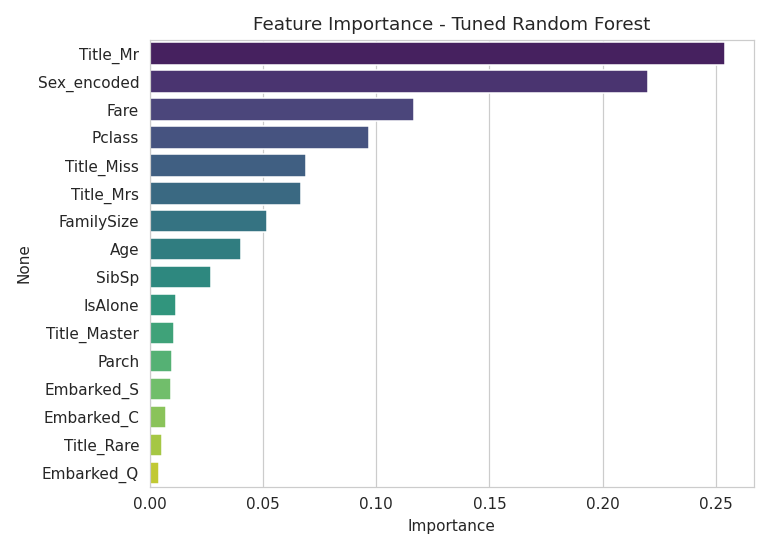 Feature Importance - Tuned Random Forest
Title_Mr
Sex_encoded
Fare
Pclass
Title_Miss
Title_Mrs
FamilySize
Age
SibSp
IsAlone
Title_Master
Parch
Embarked_S
Embarked_C
Title_Rare
Embarked_Q
None
0.00 0.05 0.10 0.15 0.20 0.25
Importance